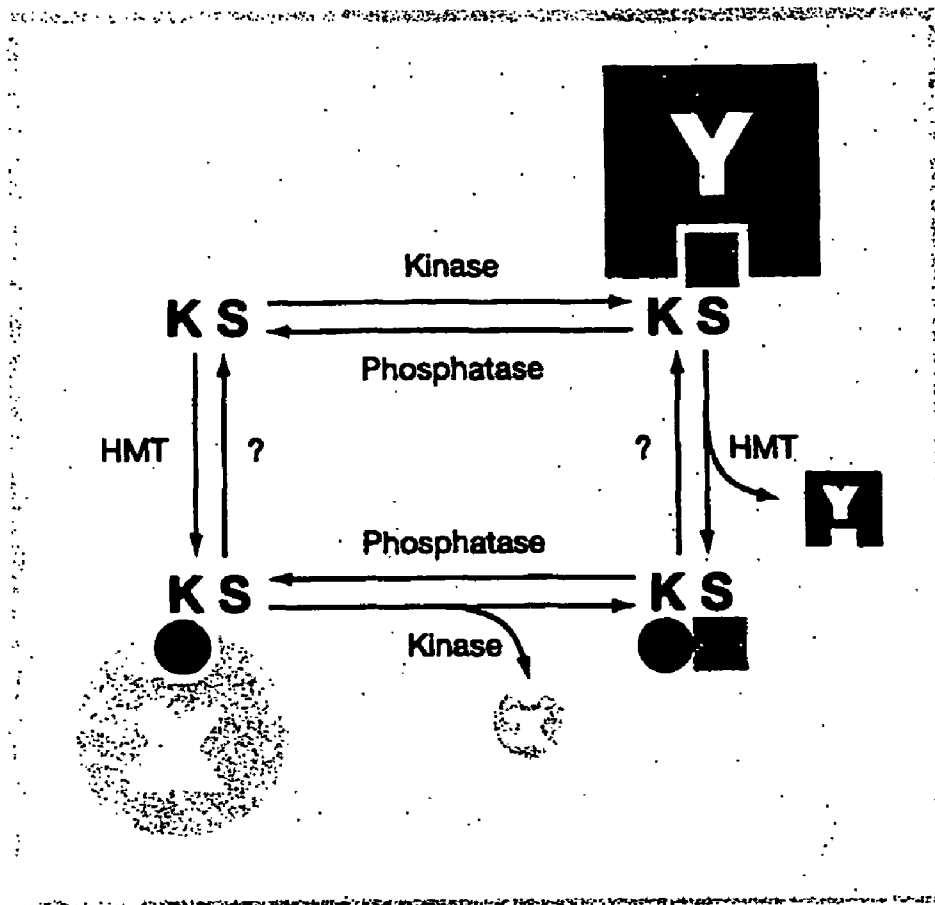 Y
Kinase
K S
K S
Phosphatase
HMT
?
?
HMT
Y
Phosphatase
K S
K S
Kinase